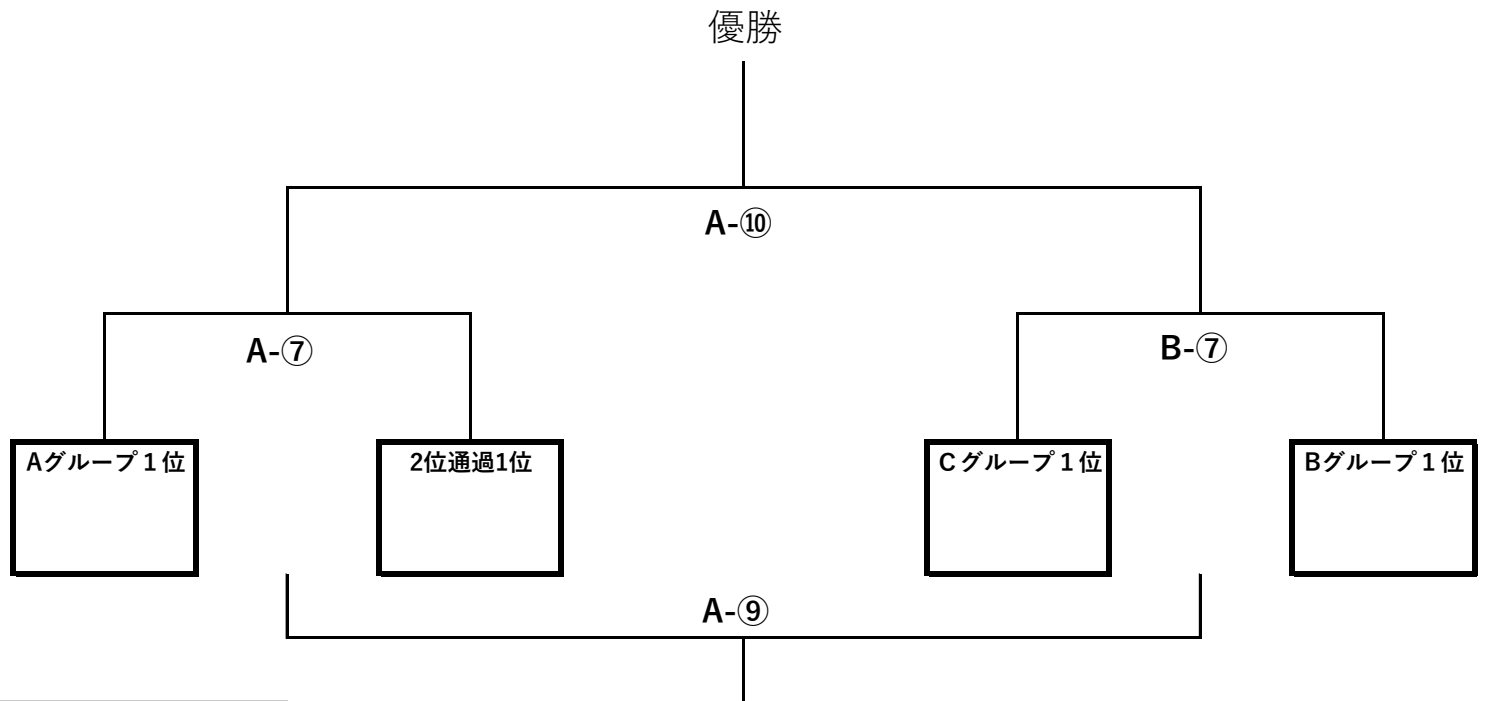 優勝
A-⑩
A-⑦
B-⑦
Aグループ１位
2位通過1位
Cグループ１位
Bグループ１位
A-⑨